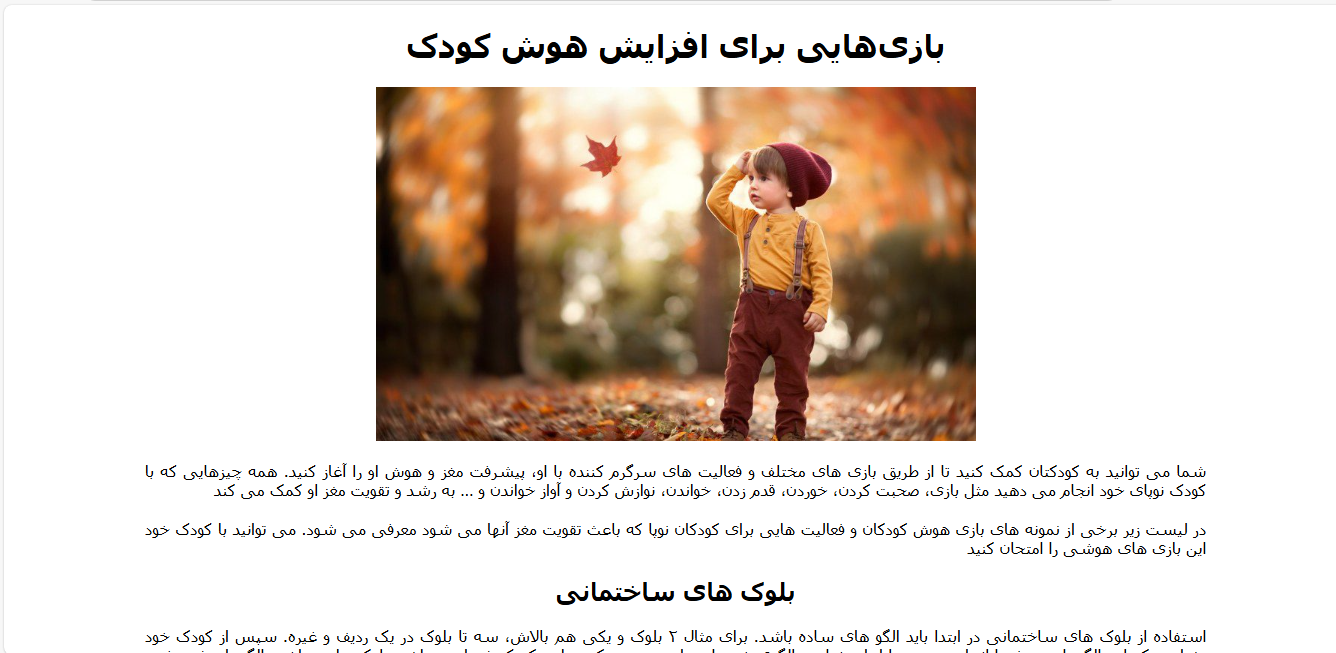 بازی‌هایی برای افزایش هوش کودک
شما می توانید به کودکتان کمک کنید تا از طریق بازی های مختلف و فعالیت های سرگرم کننده با او، پیشرفت مغز و هوش او را آغاز کنید. همه چیزهایی که با
کودک نوپای خود انجام می دهید مثل بازی، صحبت کردن، خوردن، قدم زدن، خواندن، نوازش کردن و آواز خواندن و ... به رشد و تقویت مغز او کمک می کند
در لیست زیر برخی از نمونه های بازی هوش کودکان و فعالیت هایی برای کودکان نوپا که باعث تقویت مغز آنها می شود معرفی می شود. می توانید با کودک خود
این بازی های هوشی را امتحان کنید
بلوک های ساختمانی
استفاده از بلوک های ساختمانی در ابتدا باید الگو های ساده باشد. برای مثال ۲ بلوک و یکی هم بالاش، سه تا بلوک در یک ردیف و غیره. سپس از کودک خود